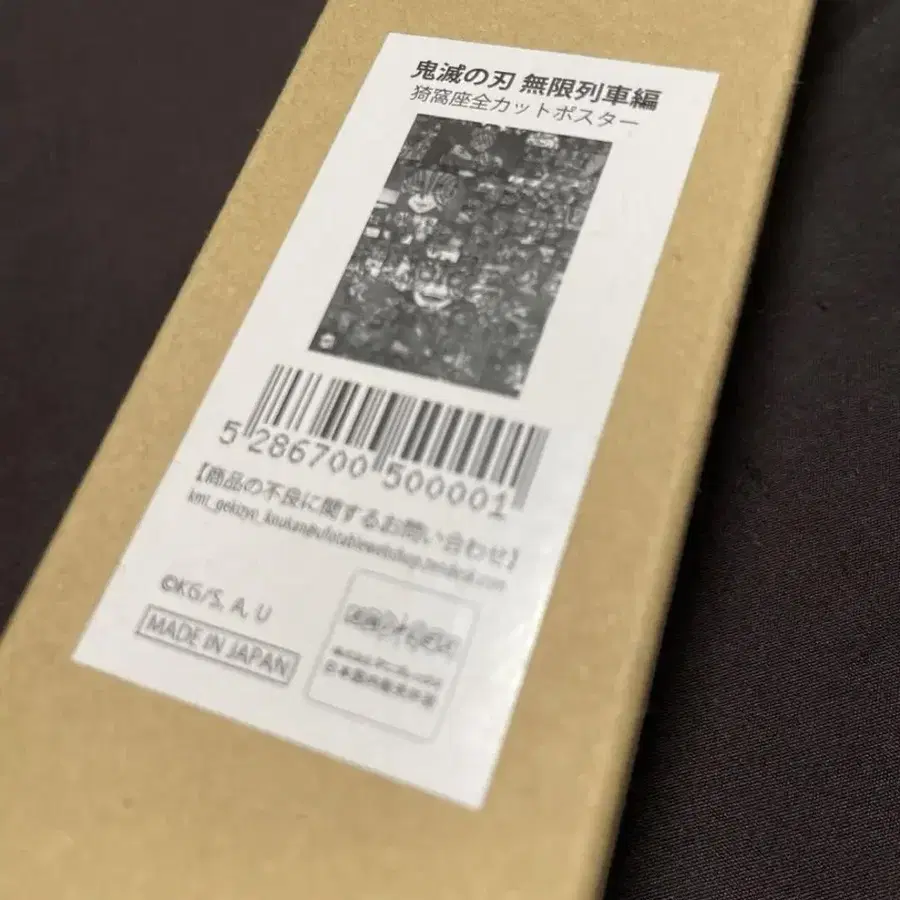 鬼滅の刃 無限列車編
猗窩座全カットポスター
5 286700 500001
【商品の不良に関するお問い合わせ】
©KG/S, A, U
MADE IN JAPAN